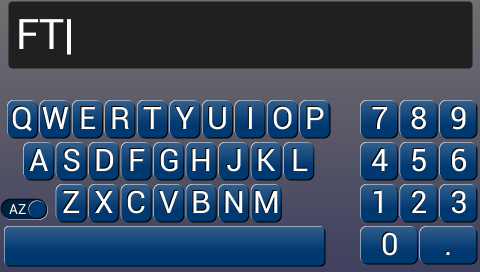 FT
Q W E R T Y U I O P 7 8 9
A S D F G H J K L 4 5 6
AZ Z X C V B N M 1 2 3
0 .